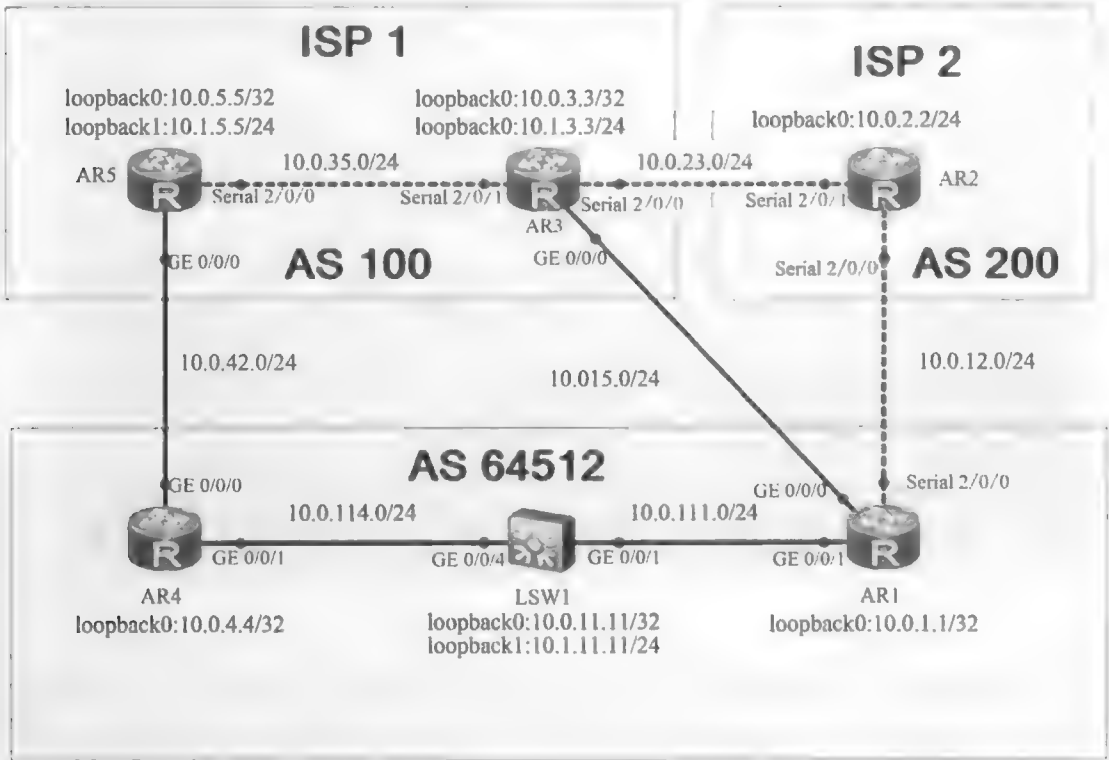 ISP 1
ISP 2
loopback0:10.0.5.5/32
loopback1:10.1.5.5/24
loopback0:10.0.3.3/32
loopback0:10.1.3.3/24
loopback0:10.0.2.2/24
10.0.35.0/24
10.0.23.0/24
AR5
AR2
Serial 2/0/0
Serial 2/0/1
Serial 2/0/0
Serial 2/0/1
AR3
GE 0/0/0
AS 100
GE 0/0/0
Serial 2/0/0
AS 200
10.0.42.0/24
10.015.0/24
10.0.12.0/24
AS 64512
GE 0/0/0
GE 0/0/0
Serial 2/0/0
10.0.114.0/24
10.0.111.0/24
GE 0/0/1
GE 0/0/4
GE 0/0/1
GE 0/0/1
AR4
LSW1
AR1
loopback0:10.0.4.4/32
loopback0:10.0.11.11/32
loopback1:10.1.11.11/24
loopback0:10.0.1.1/32